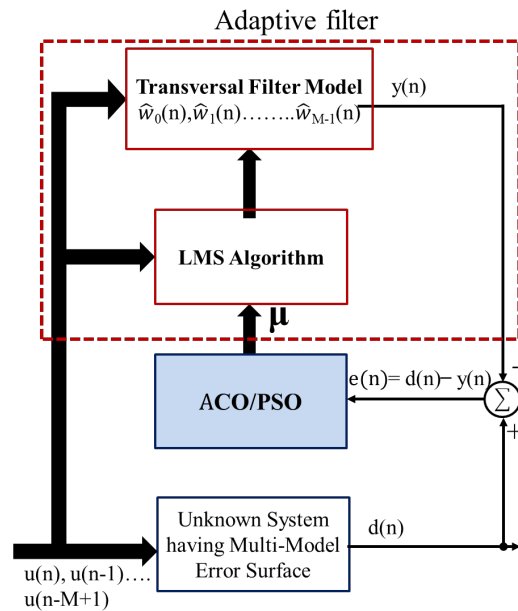 Adaptive filter
Transversal Filter Model
ŵ₀(n),ŵ₁(n)........ŵM-1(n)
y(n)
LMS Algorithm
μ
ACO/PSO
e(n)= d(n)− y(n)
-
Σ
+
Unknown System
having Multi-Model
Error Surface
d(n)
u(n), u(n-1)....
u(n-M+1)